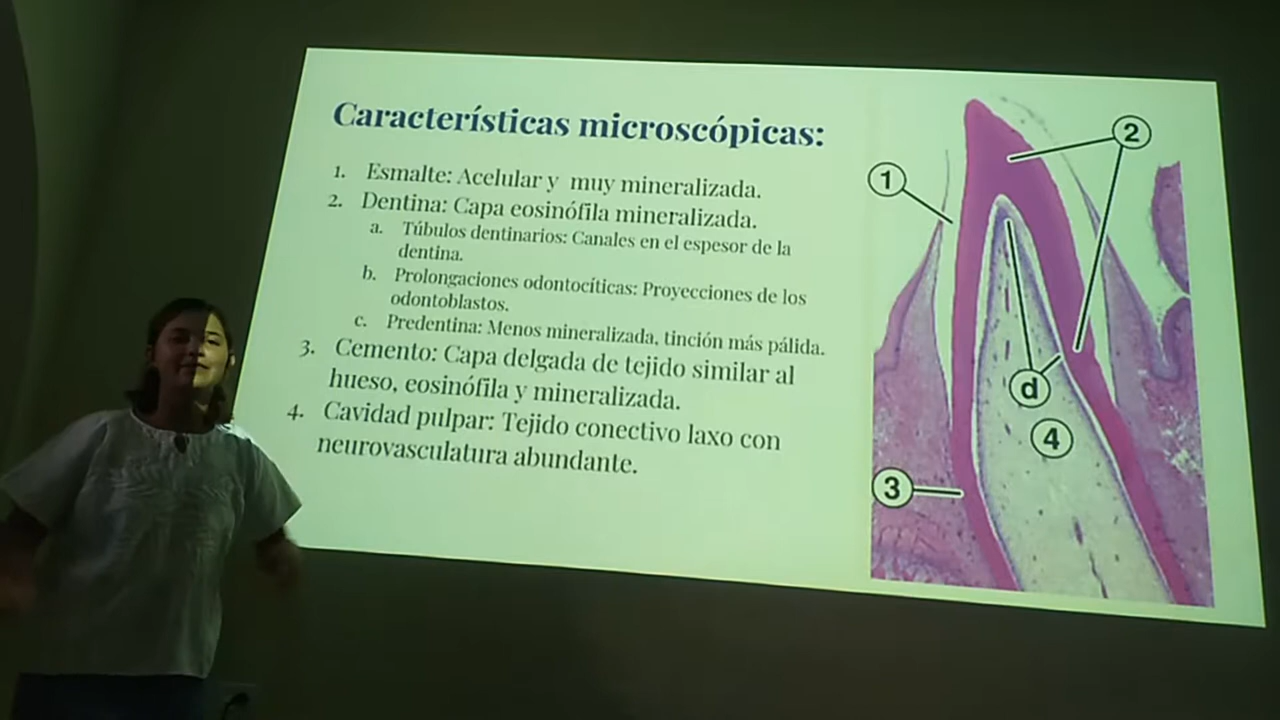 Características microscópicas:
1. Esmalte: Acelular y muy mineralizada.
2. Dentina: Capa eosinófila mineralizada.
a. Túbulos dentinarios: Canales en el espesor de la
dentina.
b. Prolongaciones odontocíticas: Proyecciones de los
odontoblastos.
c. Predentina: Menos mineralizada, tinción más pálida.
3. Cemento: Capa delgada de tejido similar al
hueso, eosinófila y mineralizada.
4. Cavidad pulpar: Tejido conectivo laxo con
neurovasculatura abundante.
2
1
d
4
3